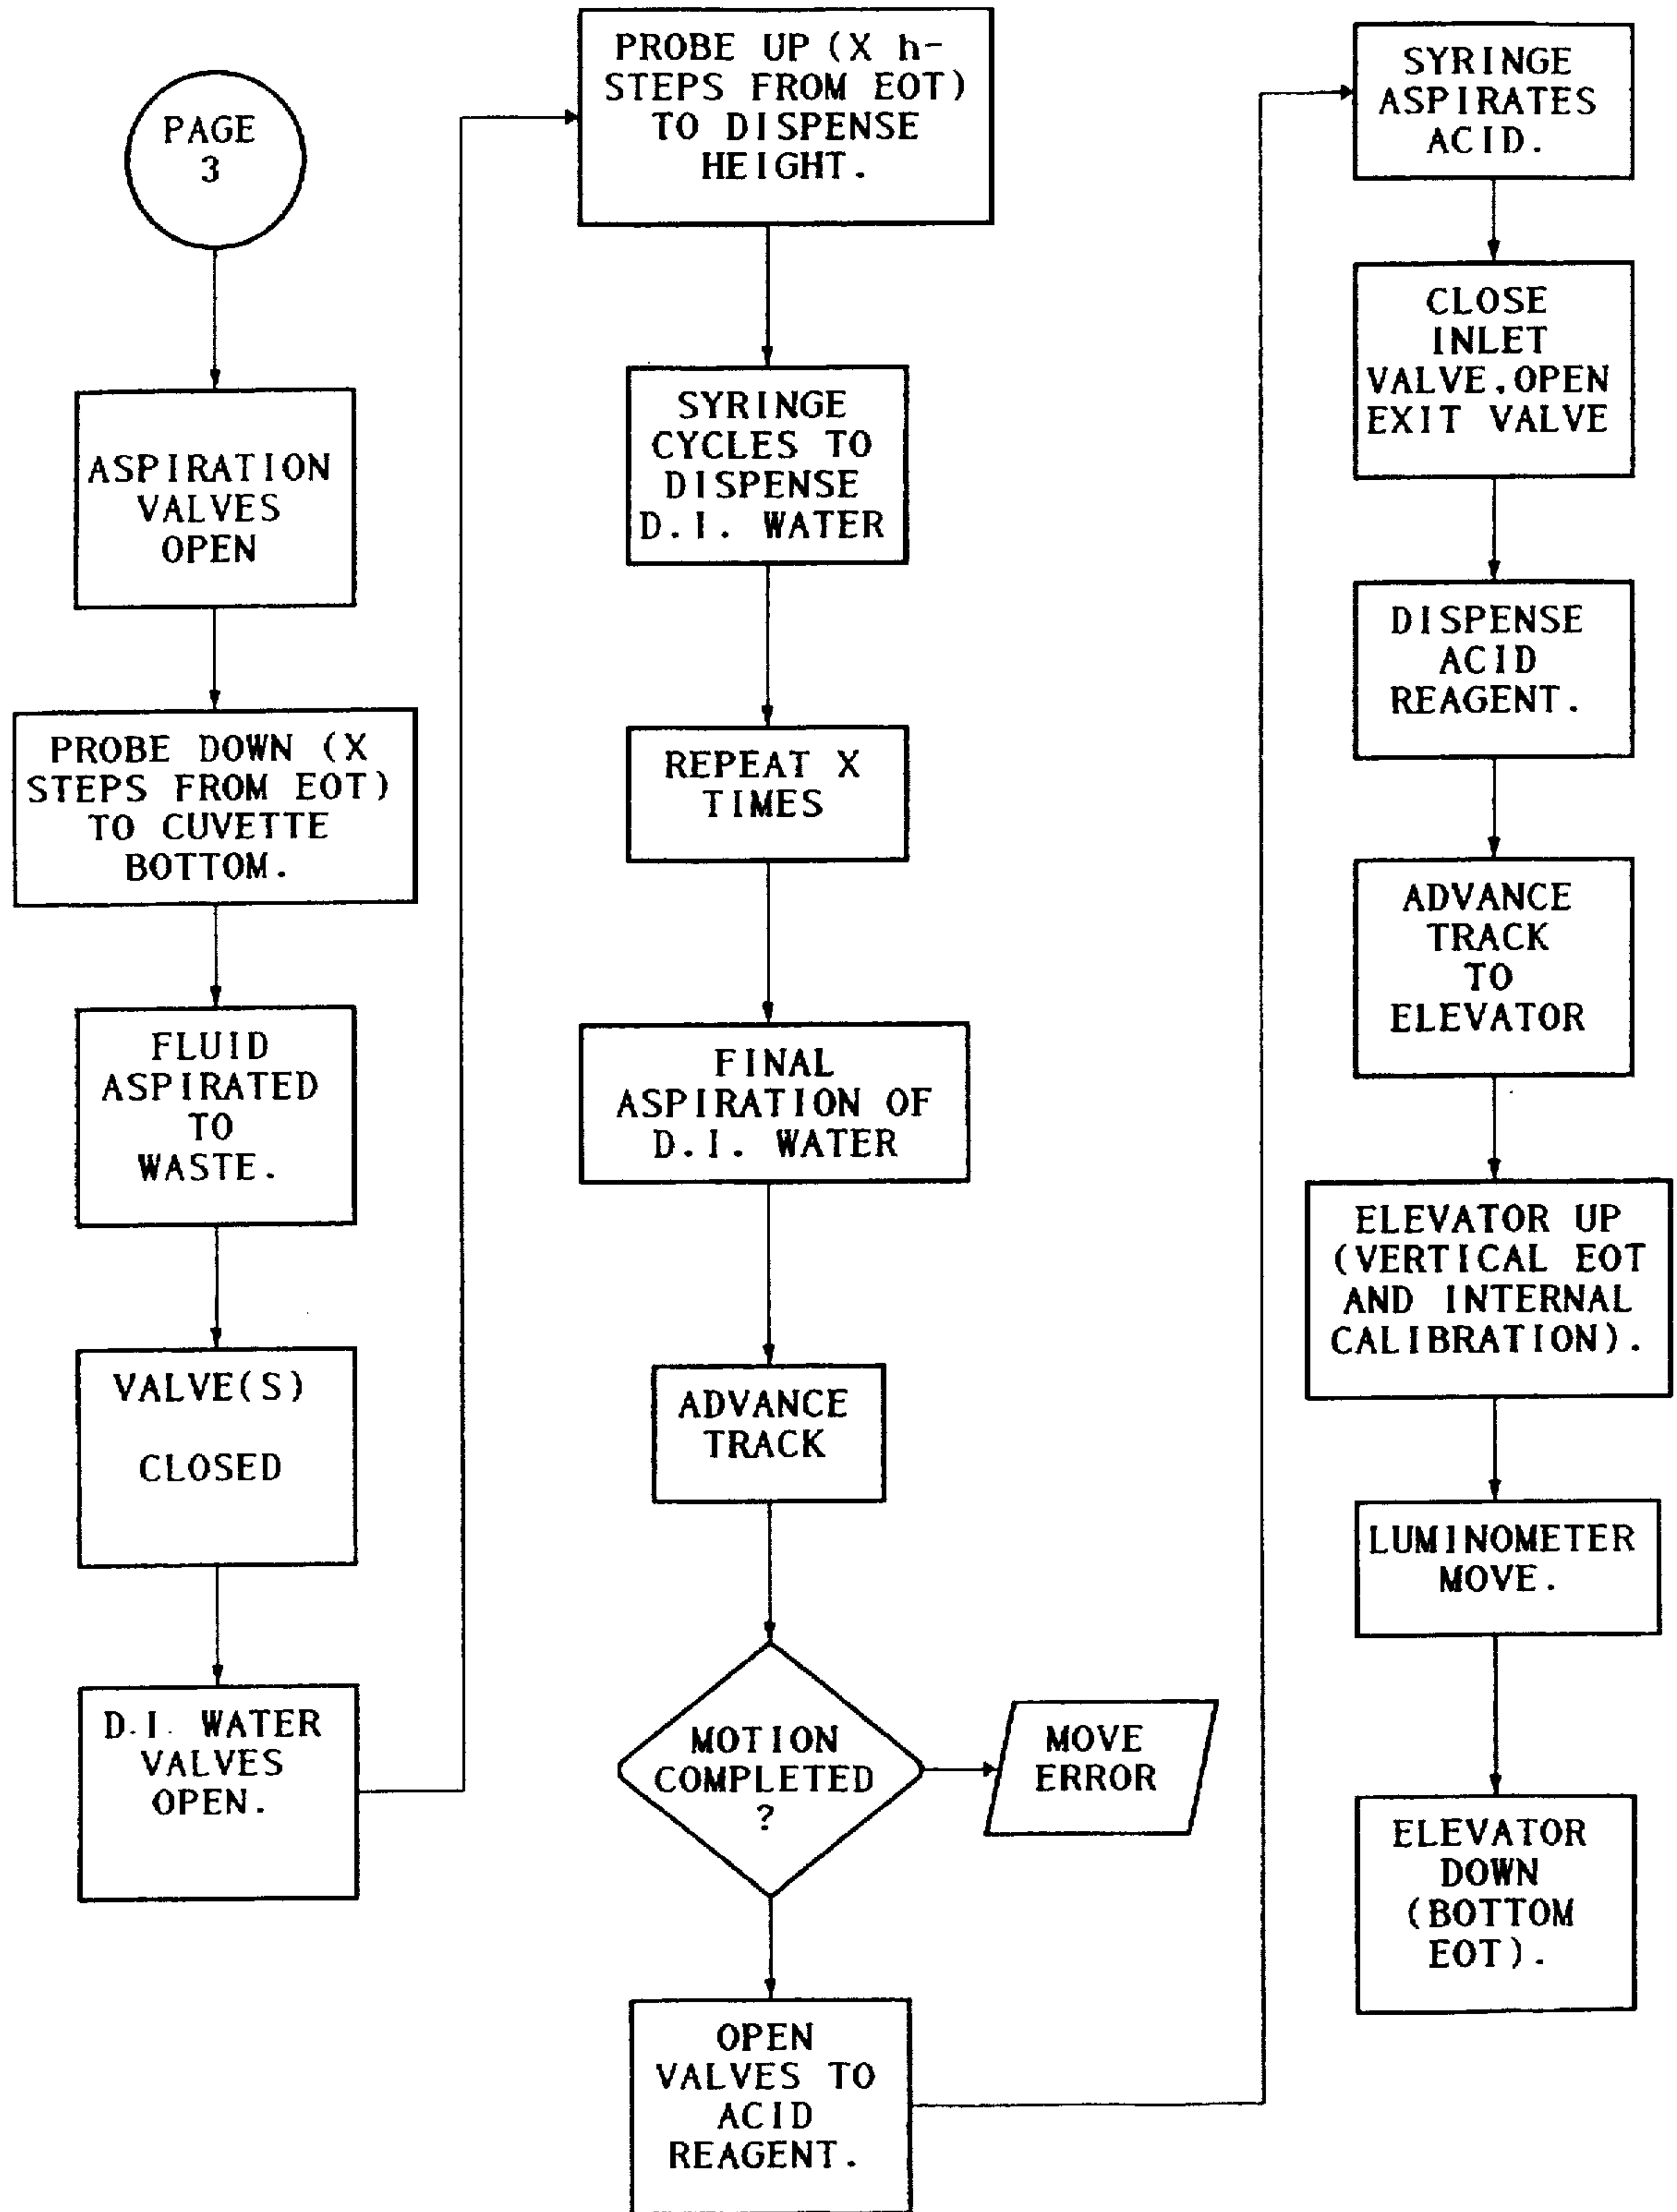 PAGE
3
ASPIRATION
VALVES
OPEN
PROBE DOWN (X
STEPS FROM EOT)
TO CUVETTE
BOTTOM.
FLUID
ASPIRATED
TO
WASTE.
VALVE(S)
CLOSED
D.I. WATER
VALVES
OPEN.
PROBE UP (X h-
STEPS FROM EOT)
TO DISPENSE
HEIGHT.
SYRINGE
CYCLES TO
DISPENSE
D.I. WATER
REPEAT X
TIMES
FINAL
ASPIRATION OF
D.I. WATER
ADVANCE
TRACK
MOTION
COMPLETED
?
MOVE
ERROR
OPEN
VALVES TO
ACID
REAGENT.
SYRINGE
ASPIRATES
ACID.
CLOSE
INLET
VALVE,OPEN
EXIT VALVE
DISPENSE
ACID
REAGENT.
ADVANCE
TRACK
TO
ELEVATOR
ELEVATOR UP
(VERTICAL EOT
AND INTERNAL
CALIBRATION).
LUMINOMETER
MOVE.
ELEVATOR
DOWN
(BOTTOM
EOT).